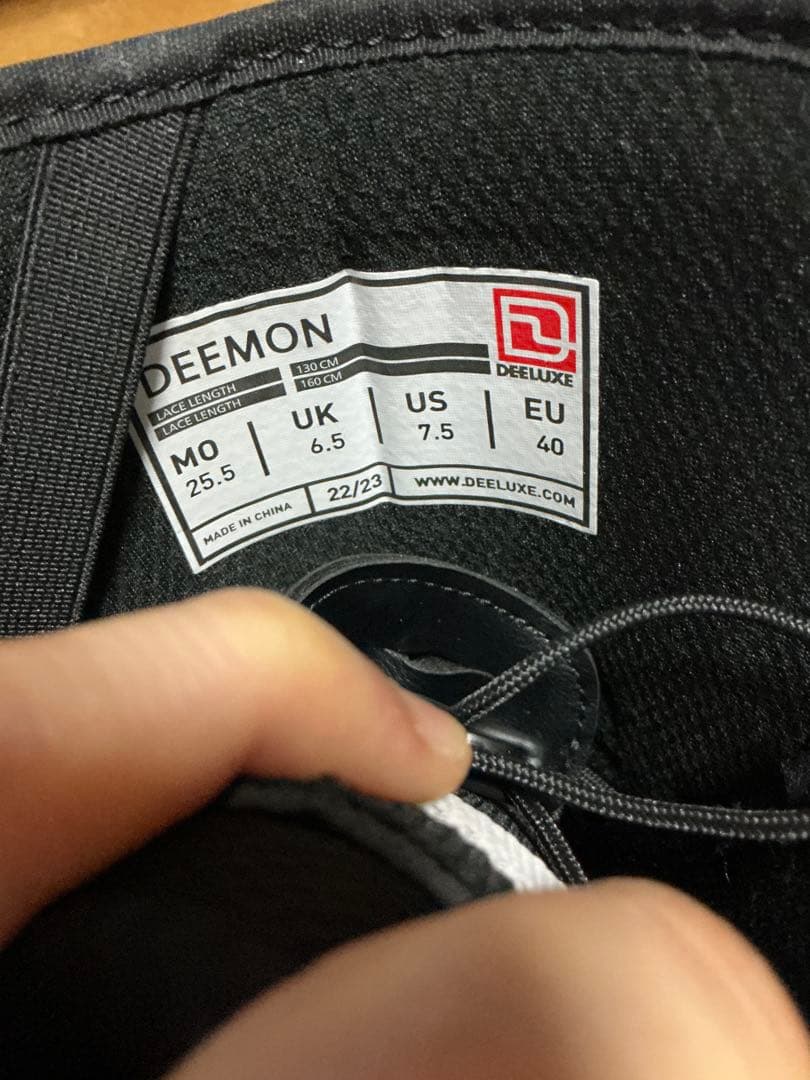 DEEMON
DEELUXE
LACE LENGTH 130 CM
LACE LENGTH 160 CM
MO UK US EU
25.5 6.5 7.5 40
MADE IN CHINA 22/23 WWW.DEELUXE.COM